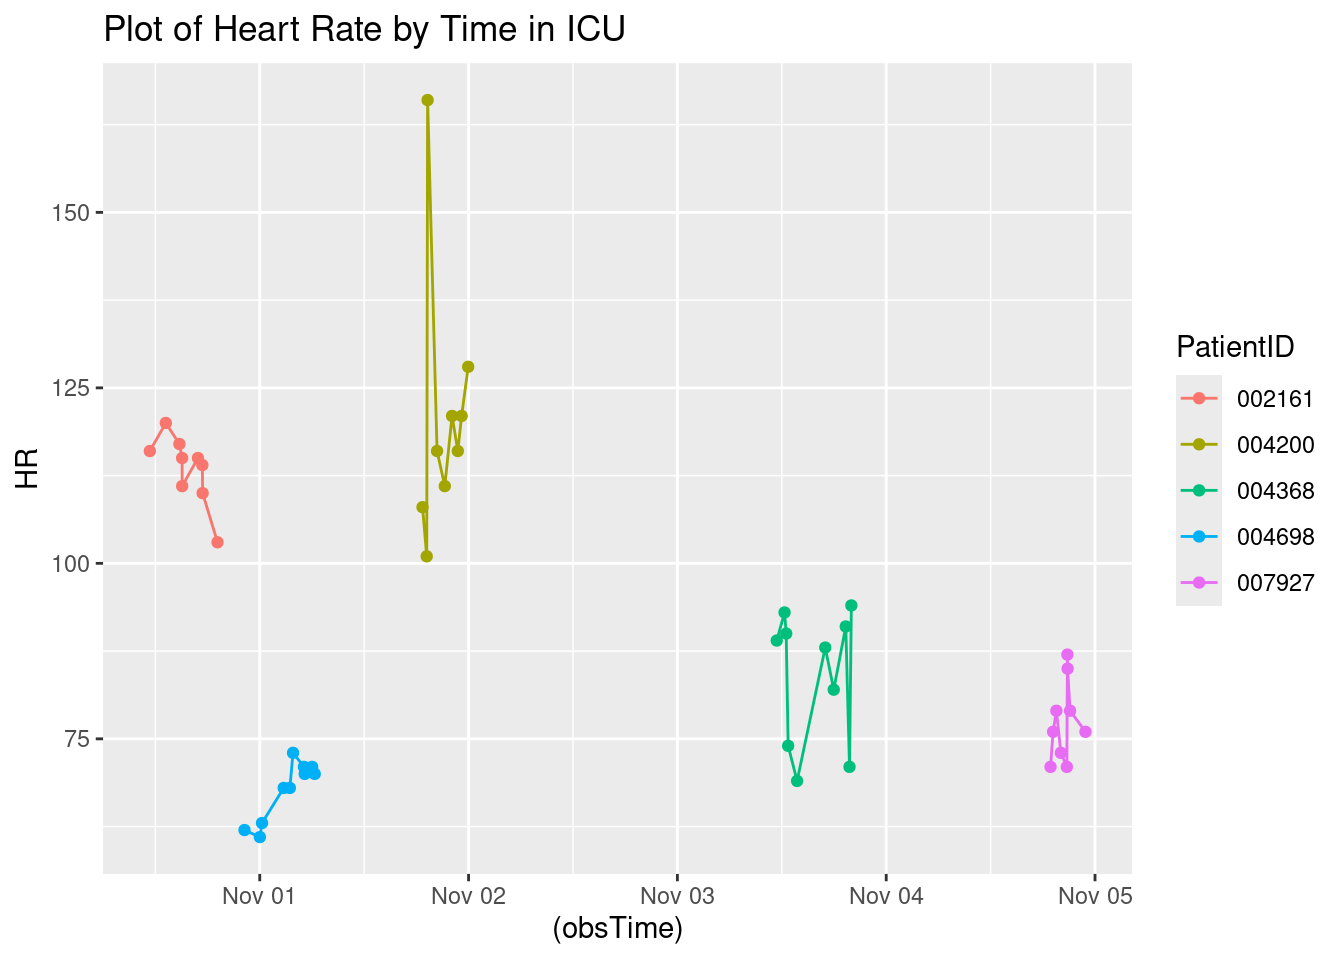 Plot of Heart Rate by Time in ICU
HR
150
125
100
75
Nov 01
Nov 02
Nov 03
Nov 04
Nov 05
(obsTime)
PatientID
002161
004200
004368
004698
007927